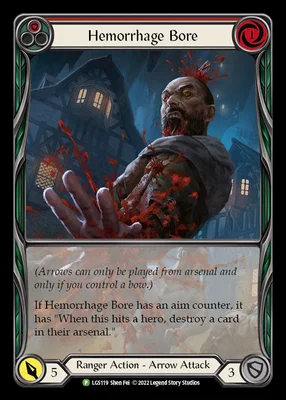 Hemorrhage Bore
(Arrows can only be played from arsenal and
only if you control a bow.)
If Hemorrhage Bore has an aim counter, it
has "When this hits a hero, destroy a card
in their arsenal."
5
Ranger Action - Arrow Attack
3
P LGS119 Shen Fei © 2022 Legend Story Studios